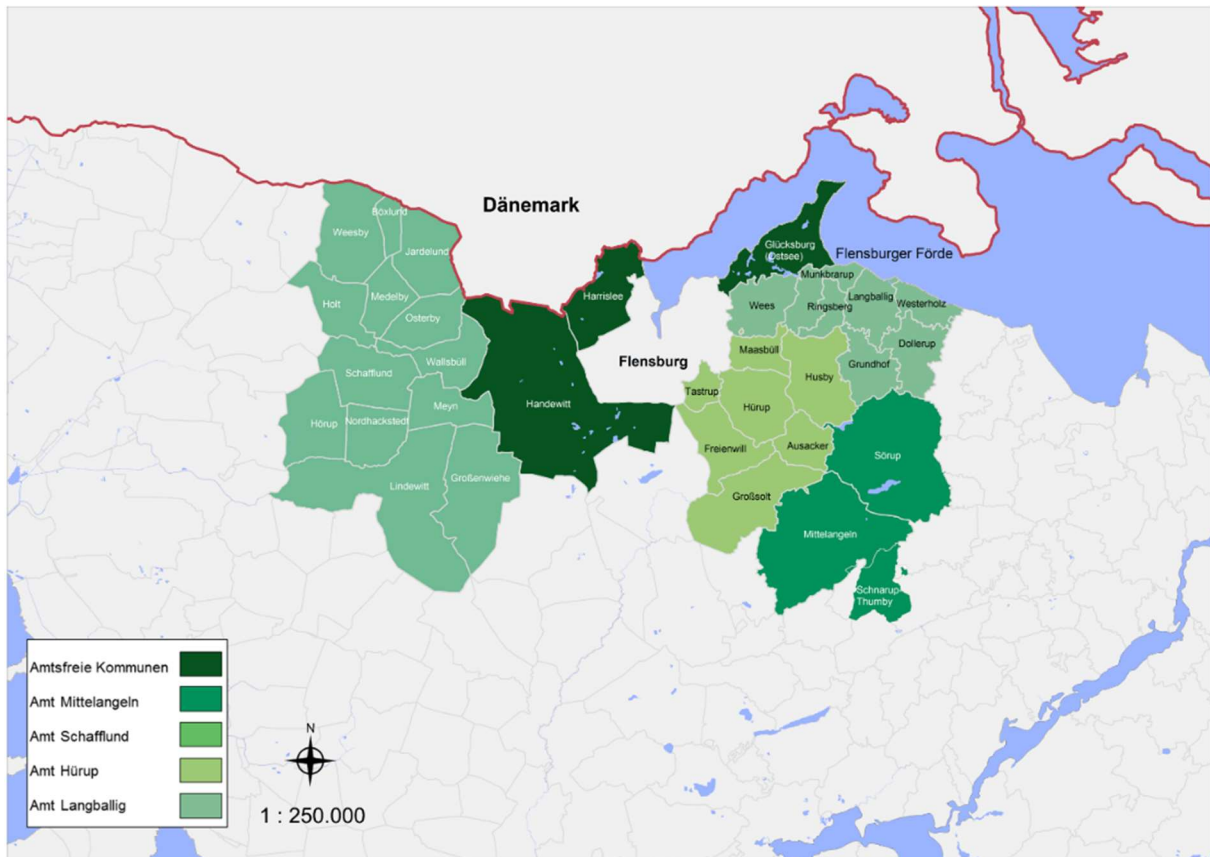 Dänemark
Böxlund
Weesby
Jardelund
Glücksburg
(Ostsee)
Flensburger Förde
Harrislee
Munkbrarup
Medelby
Holt
Langballig
Westerholz
Wees
Ringsberg
Osterby
Dollerup
Maasbüll
Wallsbüll
Flensburg
Grundhof
Schafflund
Husby
Tastrup
Meyn
Handewitt
Hürup
Hörup
Nordhackstedt
Freienwill
Ausacker
Sörup
Großenwiehe
Lindewitt
Großsolt
Mittelangeln
Schnarup-
Thumby
Amtsfreie Kommunen
Amt Mittelangeln
Amt Schafflund
Amt Hürup
Amt Langballig
N
1 : 250.000